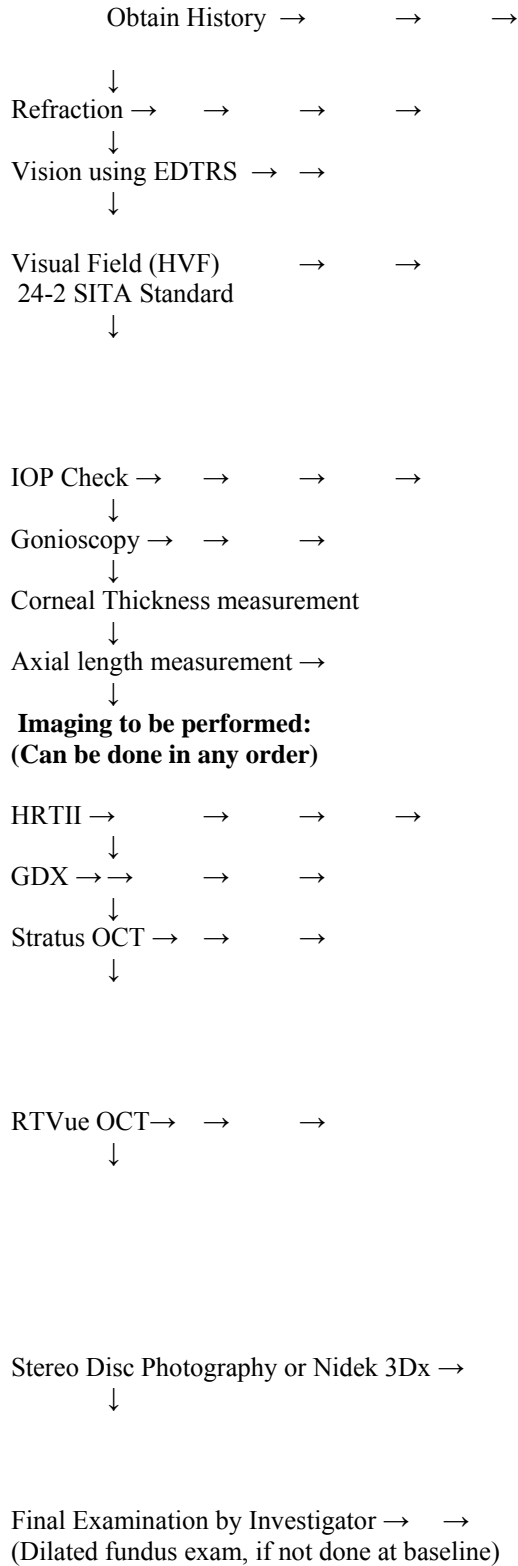 Obtain History → → →
↓
Refraction → → → →
↓
Vision using EDTRS → →
↓
Visual Field (HVF) → →
24-2 SITA Standard
↓
IOP Check → → → →
↓
Gonioscopy → → →
↓
Corneal Thickness measurement
↓
Axial length measurement →
↓
Imaging to be performed:
(Can be done in any order)
HRTII → → → →
↓
GDX → → → →
↓
Stratus OCT → → →
↓
RTVue OCT→ → →
↓
Stereo Disc Photography or Nidek 3Dx →
↓
Final Examination by Investigator → →
(Dilated fundus exam, if not done at baseline)